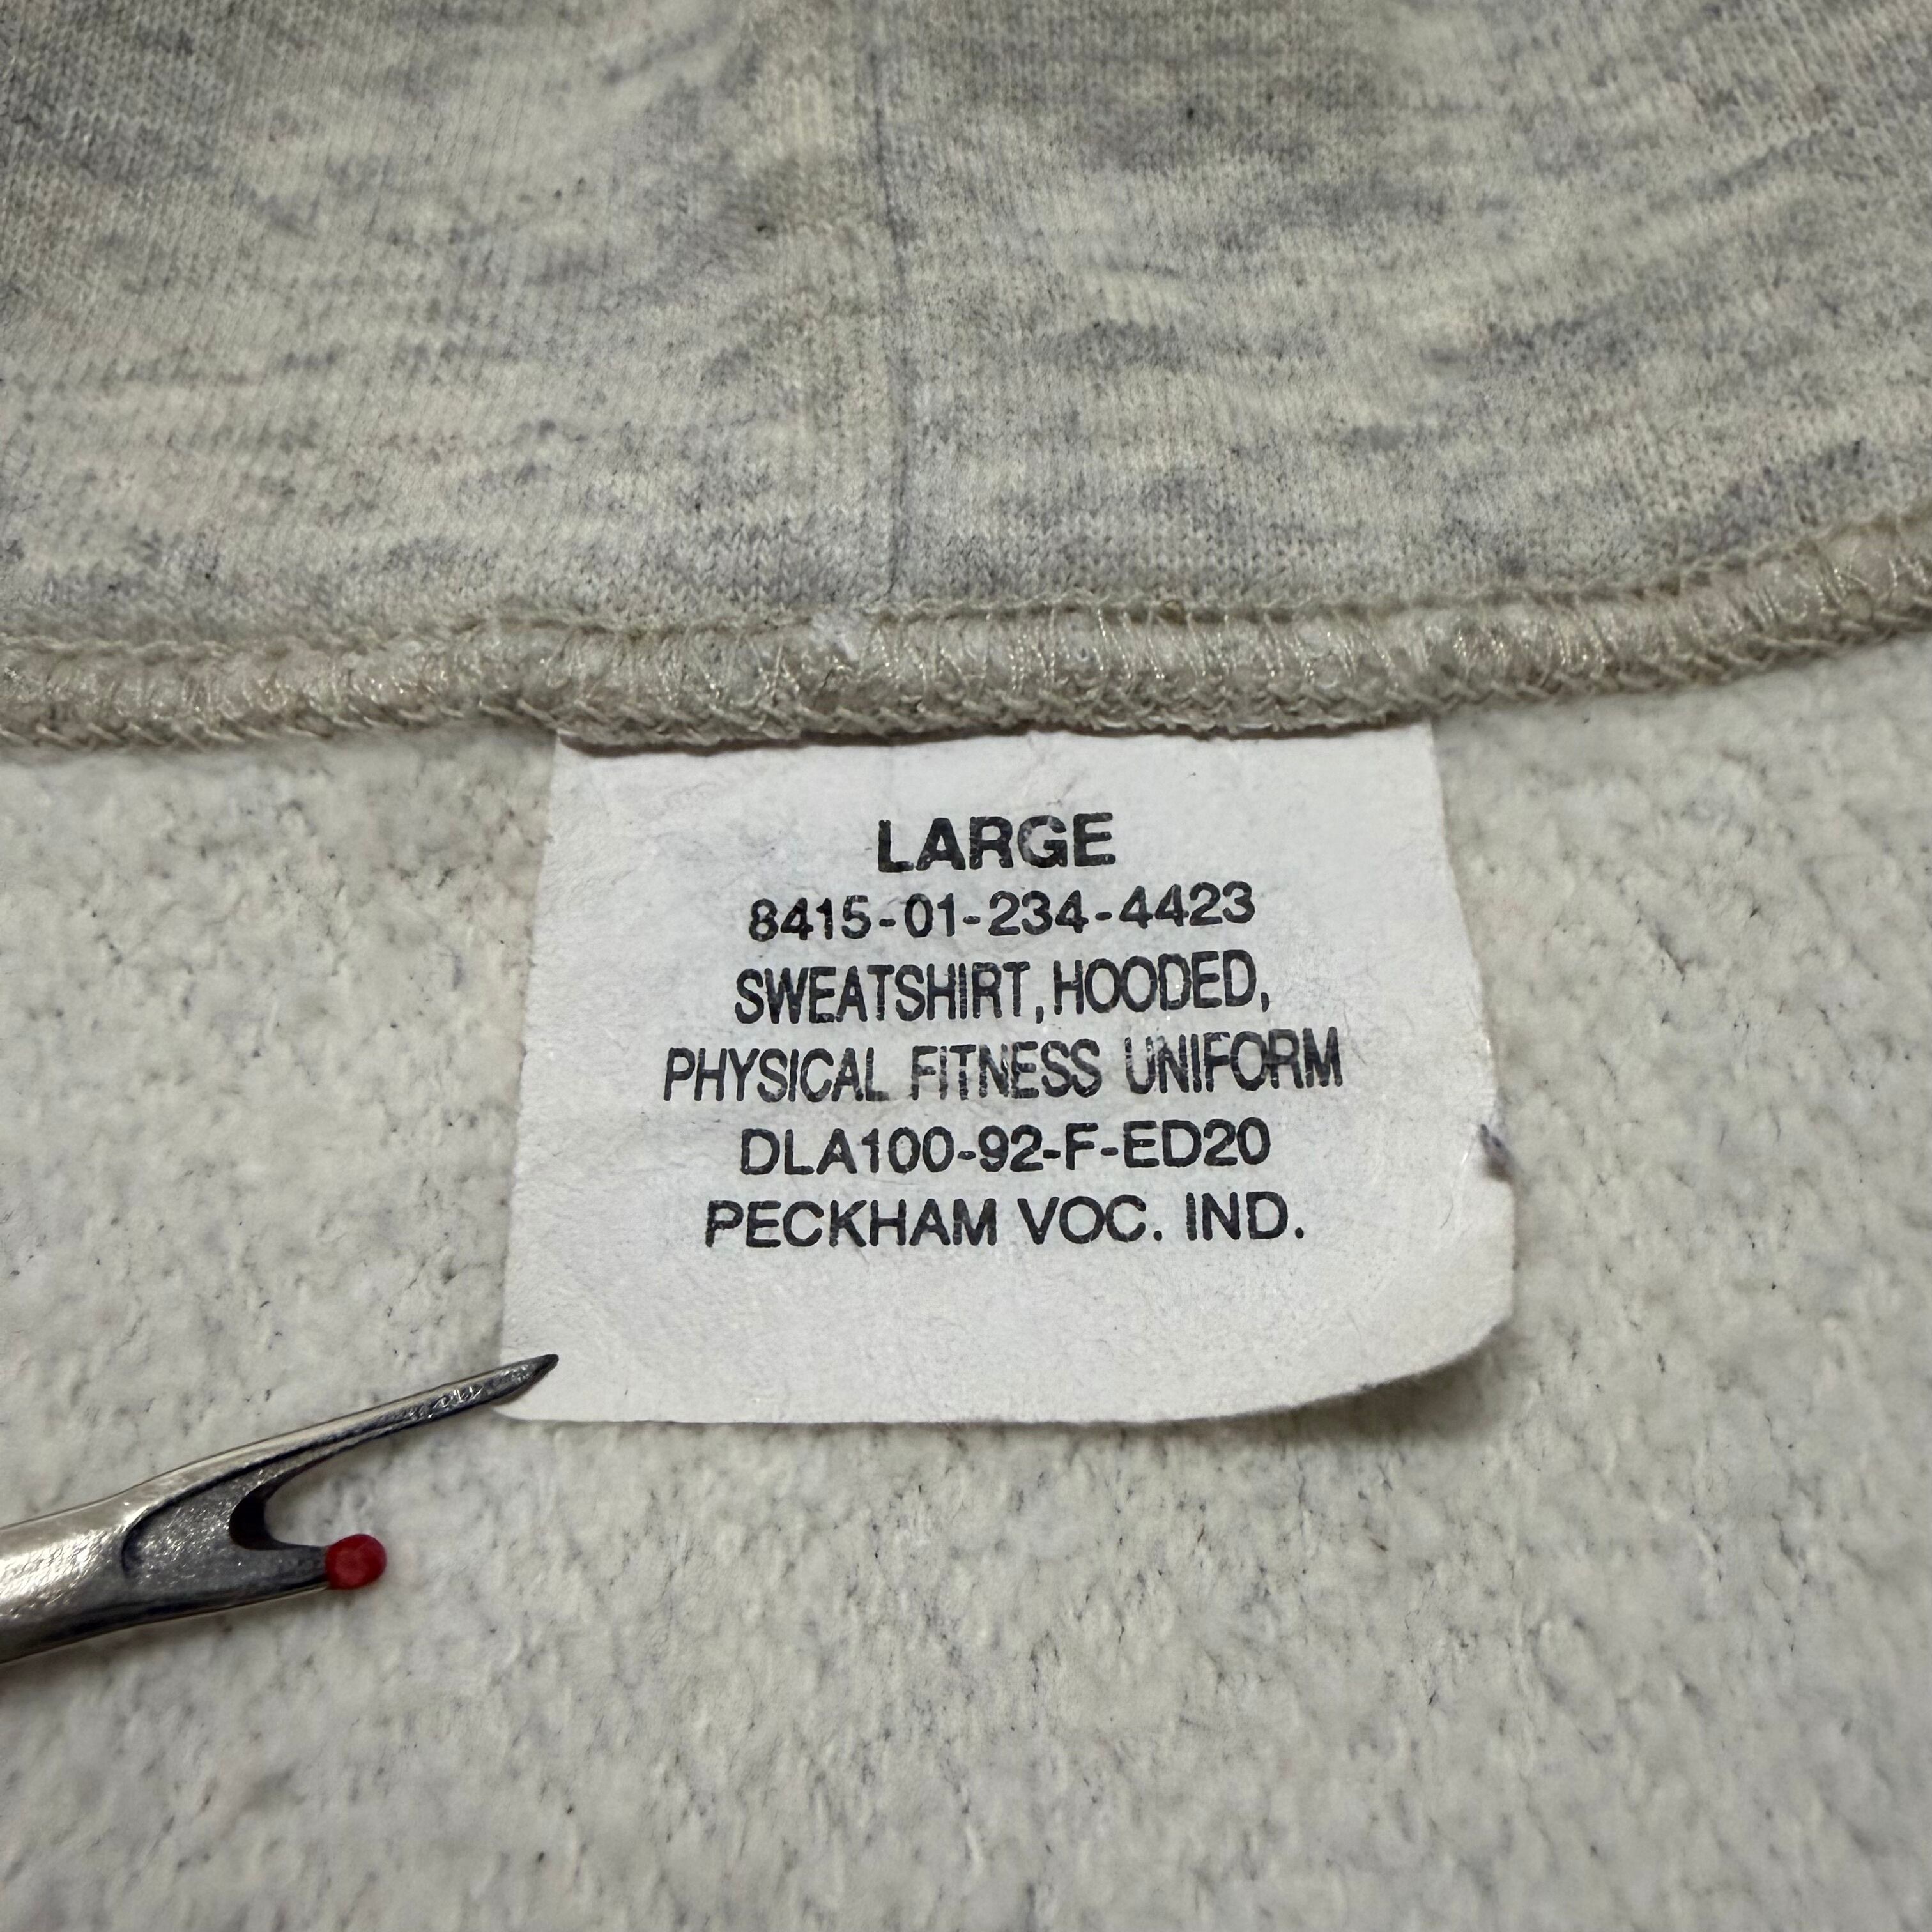 LARGE
8415-01-234-4423
SWEATSHIRT, HOODED,
PHYSICAL FITNESS UNIFORM
DLA100-92-F-ED20
PECKHAM VOC. IND.